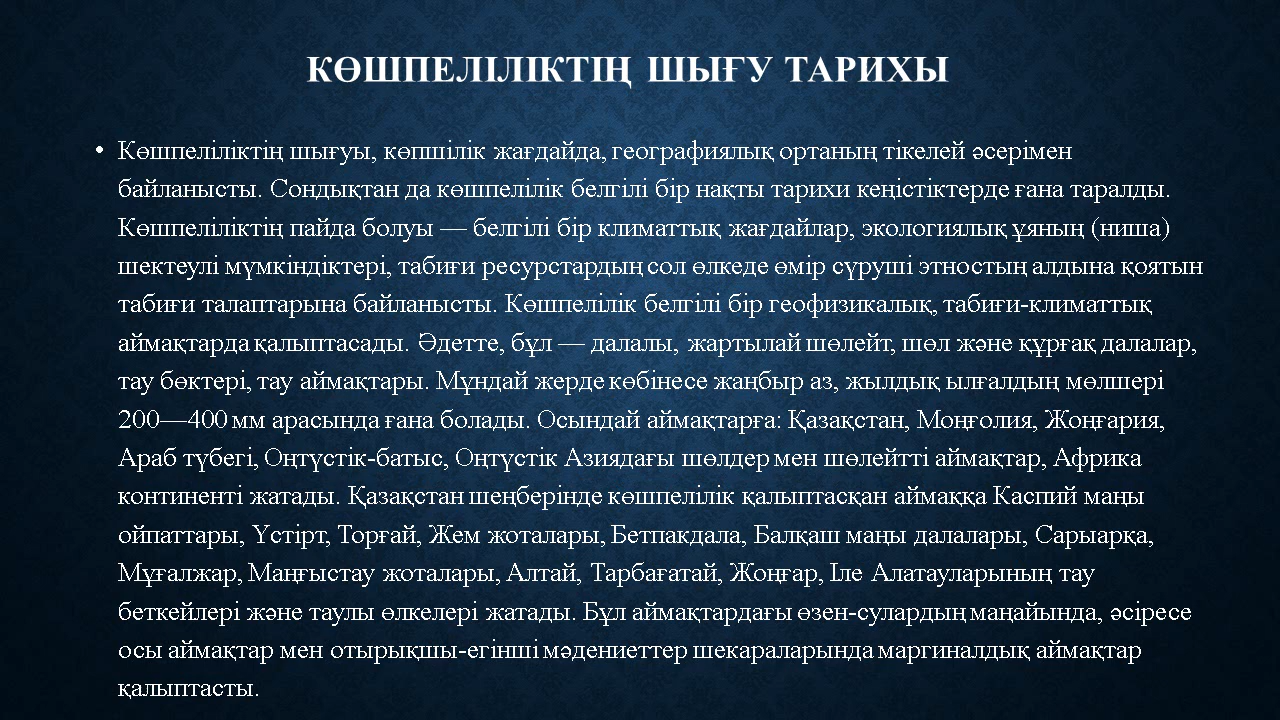 КӨШПЕЛІЛІКТІҢ ШЫҒУ ТАРИХЫ
• Көшпеліліктің шығуы, көпшілік жағдайда, географиялық ортаның тікелей әсерімен
байланысты. Сондықтан да көшпелілік белгілі бір нақты тарихи кеңістіктерде ғана таралды.
Көшпеліліктің пайда болуы — белгілі бір климаттық жағдайлар, экологиялық ұяның (ниша)
шектеулі мүмкіндіктері, табиғи ресурстардың сол өлкеде өмір сүруші этностың алдына қоятын
табиғи талаптарына байланысты. Көшпелілік белгілі бір геофизикалық, табиғи-климаттық
аймақтарда қалыптасады. Әдетте, бұл — далалы, жартылай шөлейт, шөл және құрғақ далалар,
тау бөктері, тау аймақтары. Мұндай жерде көбінесе жаңбыр аз, жылдық ылғалдың мөлшері
200—400 мм арасында ғана болады. Осындай аймақтарға: Қазақстан, Моңғолия, Жоңғария,
Араб түбегі, Оңтүстік-батыс, Оңтүстік Азиядағы шөлдер мен шөлейтті аймақтар, Африка
континенті жатады. Қазақстан шеңберінде көшпелілік қалыптасқан аймаққа Каспий маңы
ойпаттары, Үстірт, Торғай, Жем жоталары, Бетпакдала, Балқаш маңы далалары, Сарыарқа,
Мұғалжар, Маңғыстау жоталары, Алтай, Тарбағатай, Жоңғар, Іле Алатауларының тау
беткейлері және таулы өлкелері жатады. Бұл аймақтардағы өзен-сулардың маңайында, әсіресе
осы аймақтар мен отырықшы-егінші мәдениеттер шекараларында маргиналдық аймақтар
қалыптасты.